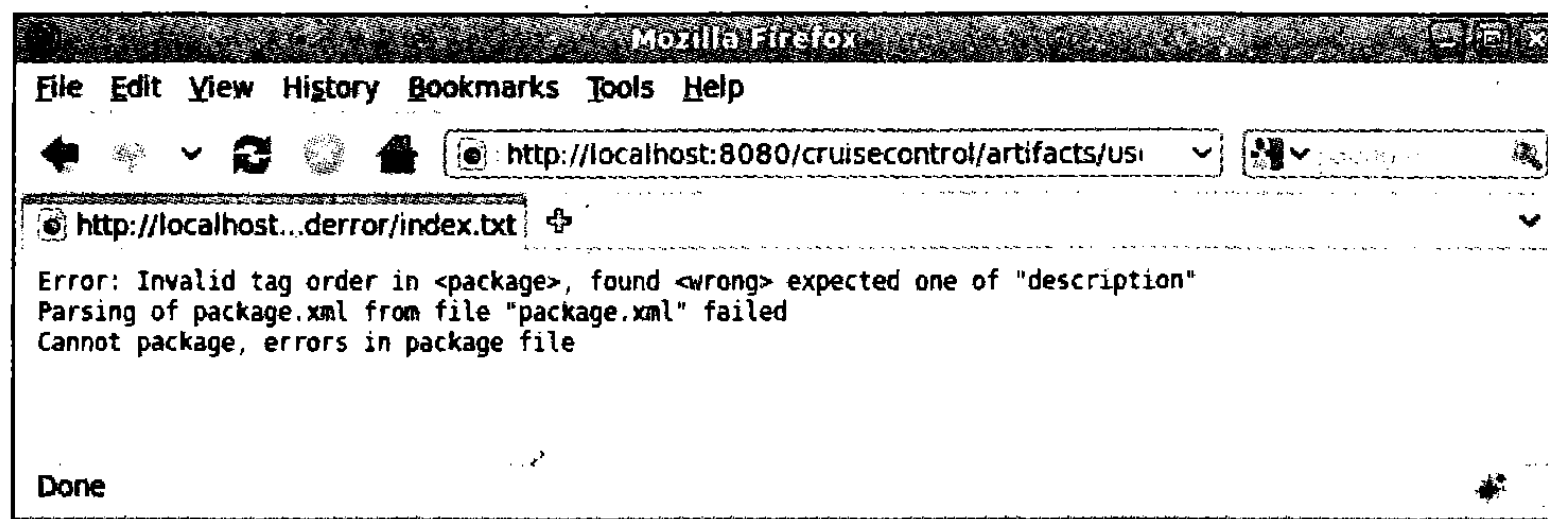 Mozilla Firefox
File Edit View History Bookmarks Tools Help
http://localhost:8080/cruisecontrol/artifacts/us
http://localhost...derror/index.txt
Error: Invalid tag order in <package>, found <wrong> expected one of "description"
Parsing of package.xml from file "package.xml" failed
Cannot package, errors in package file
Done